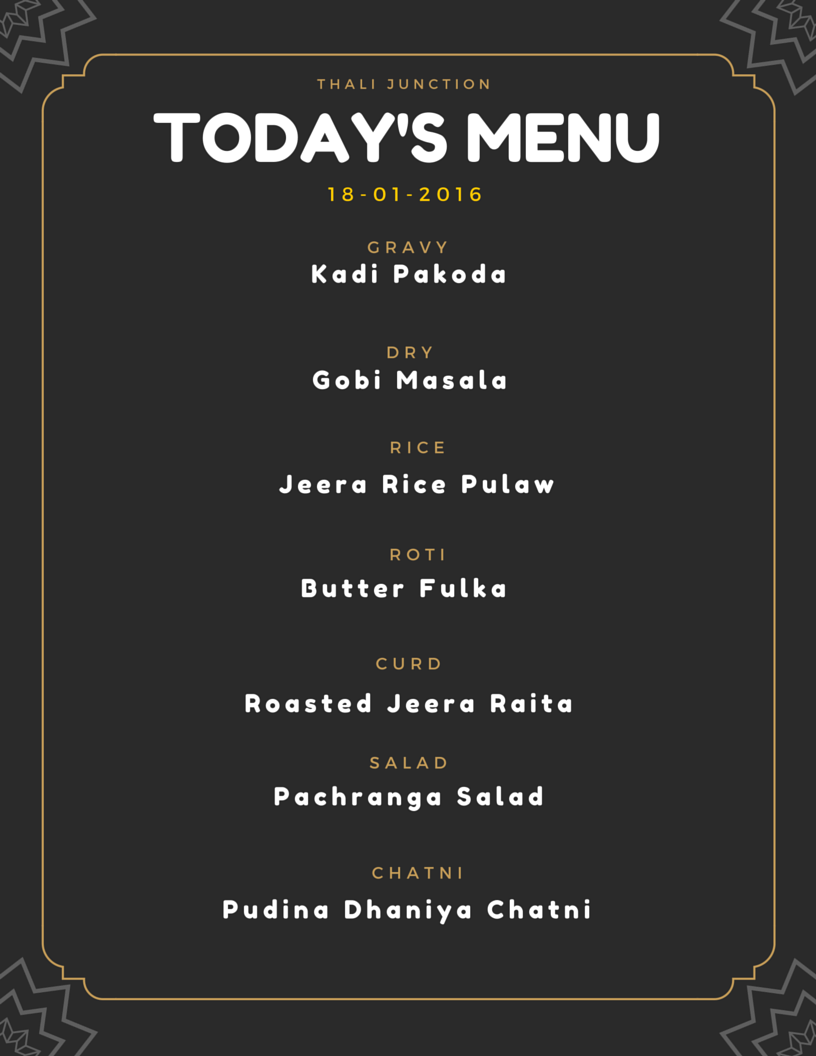 THALI JUNCTION
TODAY'S MENU
18-01-2016
GRAVY
Kadi Pakoda
DRY
Gobi Masala
RICE
Jeera Rice Pulaw
ROTI
Butter Fulka
CURD
Roasted Jeera Raita
SALAD
Pachranga Salad
CHATNI
Pudina Dhaniya Chatni